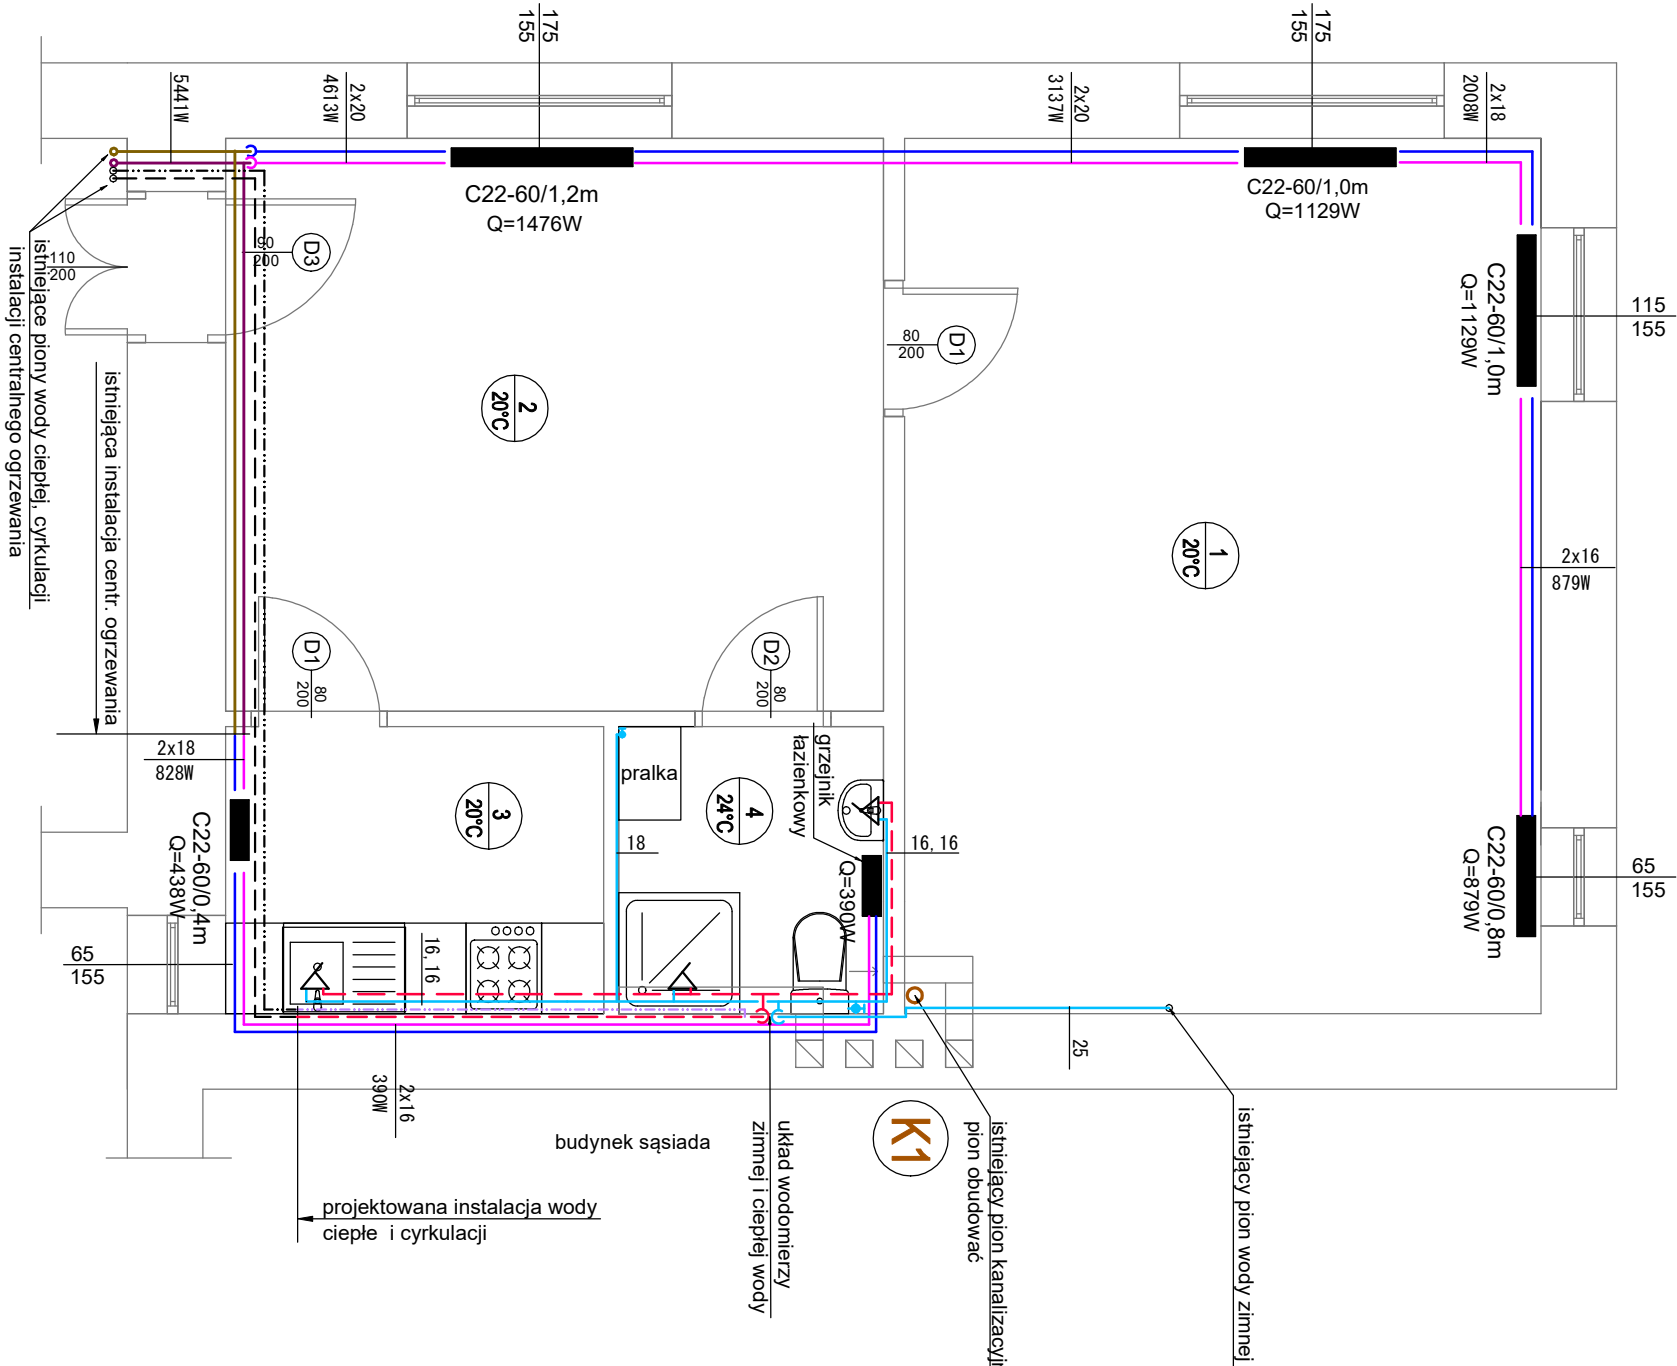 175
155
175
155
5441W
2x20
4613W
2x20
3137W
2x18
2008W
C22-60/1,2m
Q=1476W
C22-60/1,0m
Q=1129W
C22-60/1,0m
Q=1129W
115
155
D3
90
200
110
200
D1
80
200
istniejące piony wody ciepłej, cyrkulacji
instalacji centralnego ogrzewania
istniejąca instalacja centr. ogrzewania
2
20°C
1
20°C
2x16
879W
D1
80
200
D2
80
200
2x18
828W
pralka
grzejnik
łazienkowy
3
20°C
4
24°C
18
16, 16
C22-60/0,4m
Q=438W
Q=390W
C22-60/0,8m
Q=879W
65
155
65
155
16, 16
25
2x16
390W
K1
budynek sąsiada
układ wodomierzy
zimnej i ciepłej wody
istniejący pion kanalizacyj
pion obudować
istniejący pion wody zimnej
projektowana instalacja wody
ciepłe i cyrkulacji